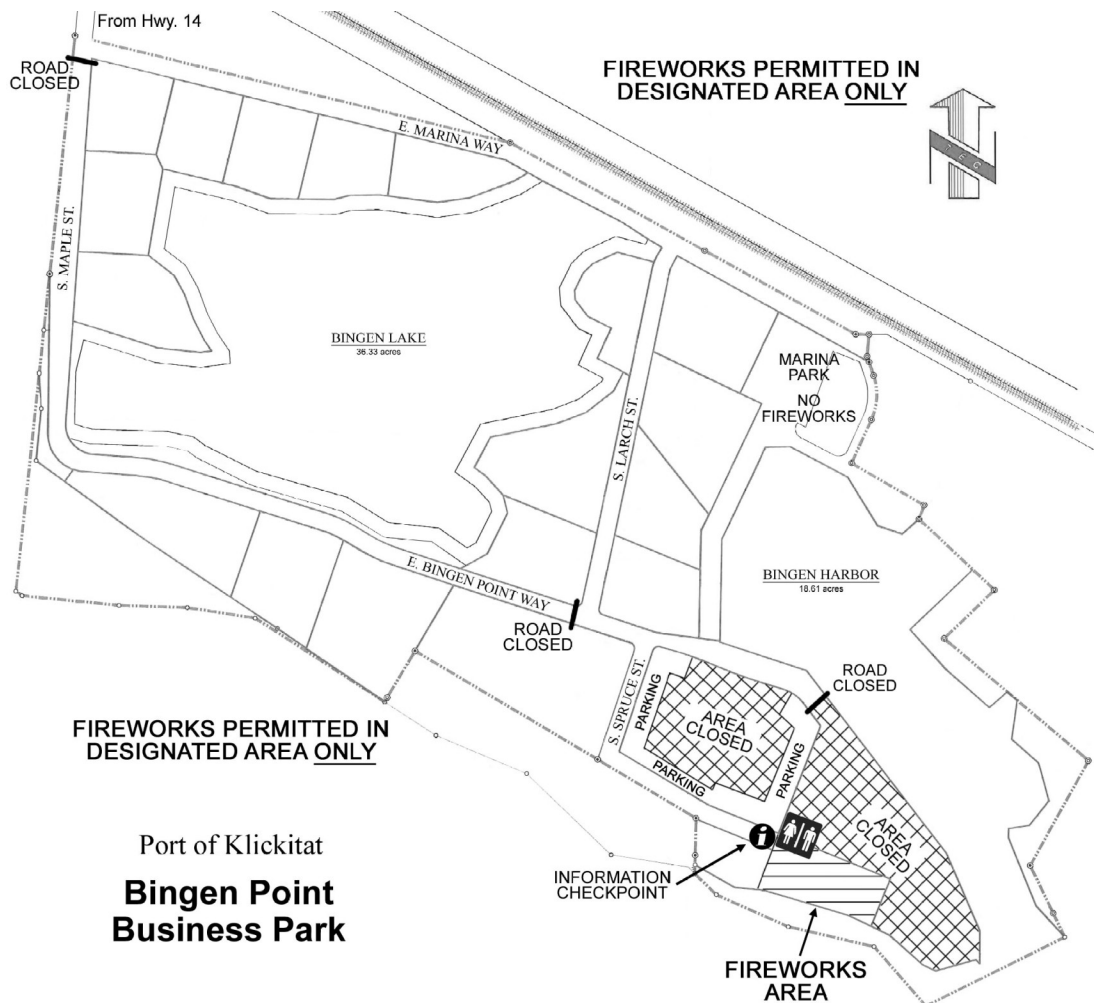 From Hwy. 14
ROAD
CLOSED
FIREWORKS PERMITTED IN
DESIGNATED AREA ONLY
E. MARINA WAY
S. MAPLE ST.
BINGEN LAKE
36.33 acres
MARINA
PARK
NO
FIREWORKS
S. LARCH ST.
BINGEN HARBOR
18.61 acres
E. BINGEN POINT WAY
ROAD
CLOSED
ROAD
CLOSED
S. SPRUCE ST.
PARKING
AREA
CLOSED
PARKING
PARKING
FIREWORKS PERMITTED IN
DESIGNATED AREA ONLY
AREA
CLOSED
Port of Klickitat
Bingen Point
Business Park
INFORMATION
CHECKPOINT
FIREWORKS
AREA